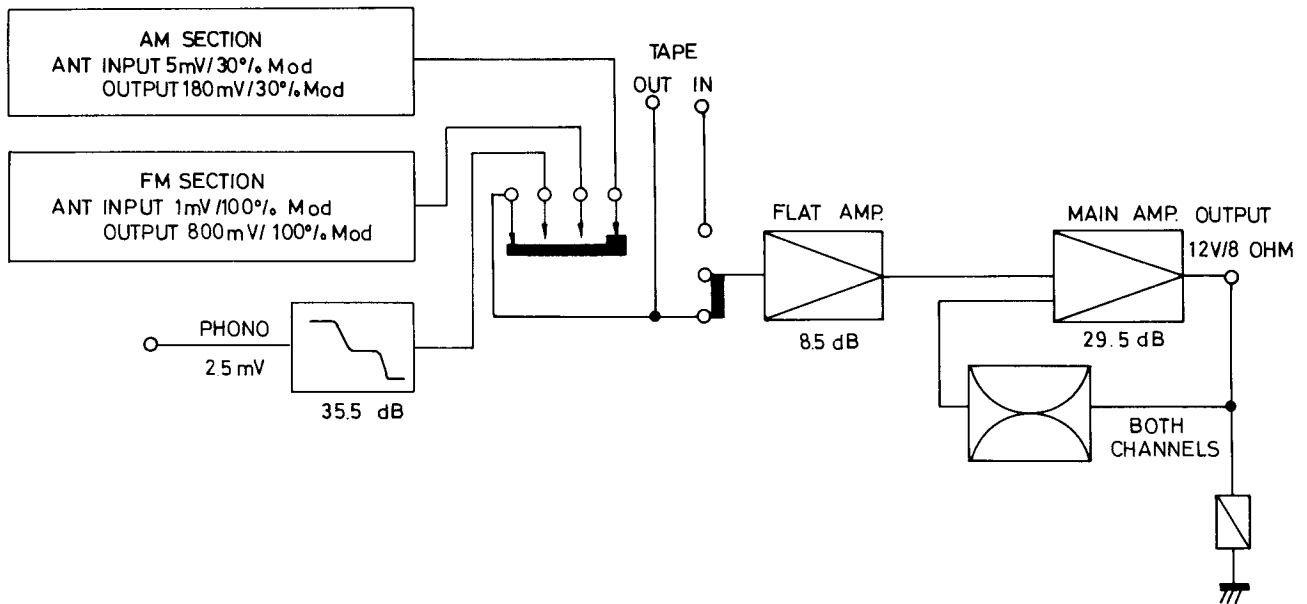 AM SECTION
ANT INPUT 5mV/30% Mod
OUTPUT 180mV/30% Mod
TAPE
OUT IN
FM SECTION
ANT INPUT 1mV/100% Mod
OUTPUT 800mV/100% Mod
PHONO
2.5 mV
35.5 dB
FLAT AMP.
8.5 dB
MAIN AMP.
29.5 dB
OUTPUT
12V/8 OHM
BOTH
CHANNELS